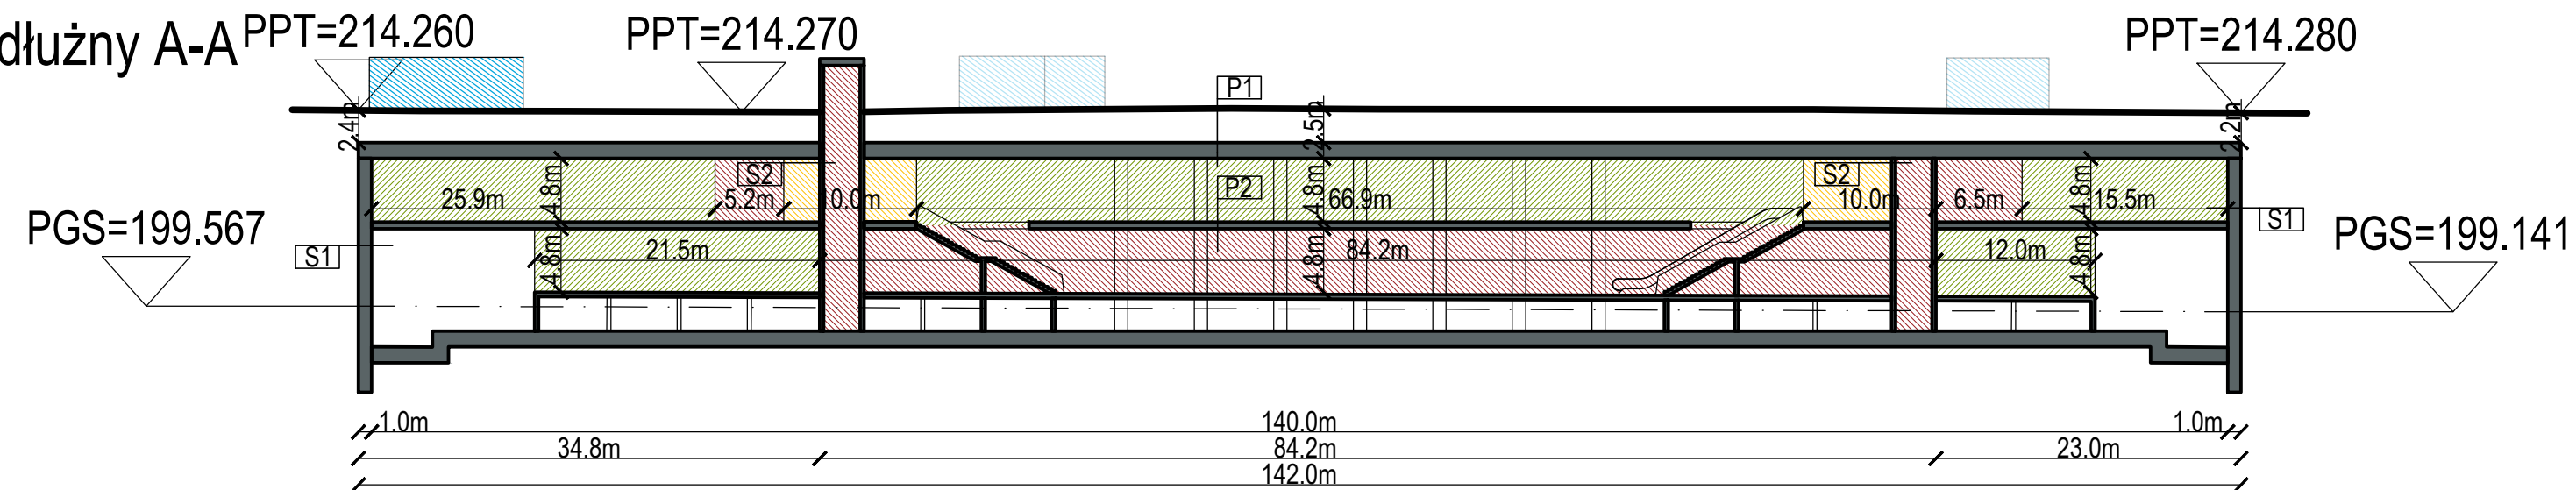 dłużny A-A
PPT=214.260
PPT=214.270
PPT=214.280
P1
2.4m
2.5m
2.2m
S2
P2
S2
4.8m
4.8m
4.8m
25.9m
5.2m
10.0m
66.9m
10.0m
6.5m
15.5m
PGS=199.567
S1
S1
PGS=199.141
4.8m
21.5m
4.8m
84.2m
12.0m
4.8m
1.0m
140.0m
1.0m
34.8m
84.2m
23.0m
142.0m